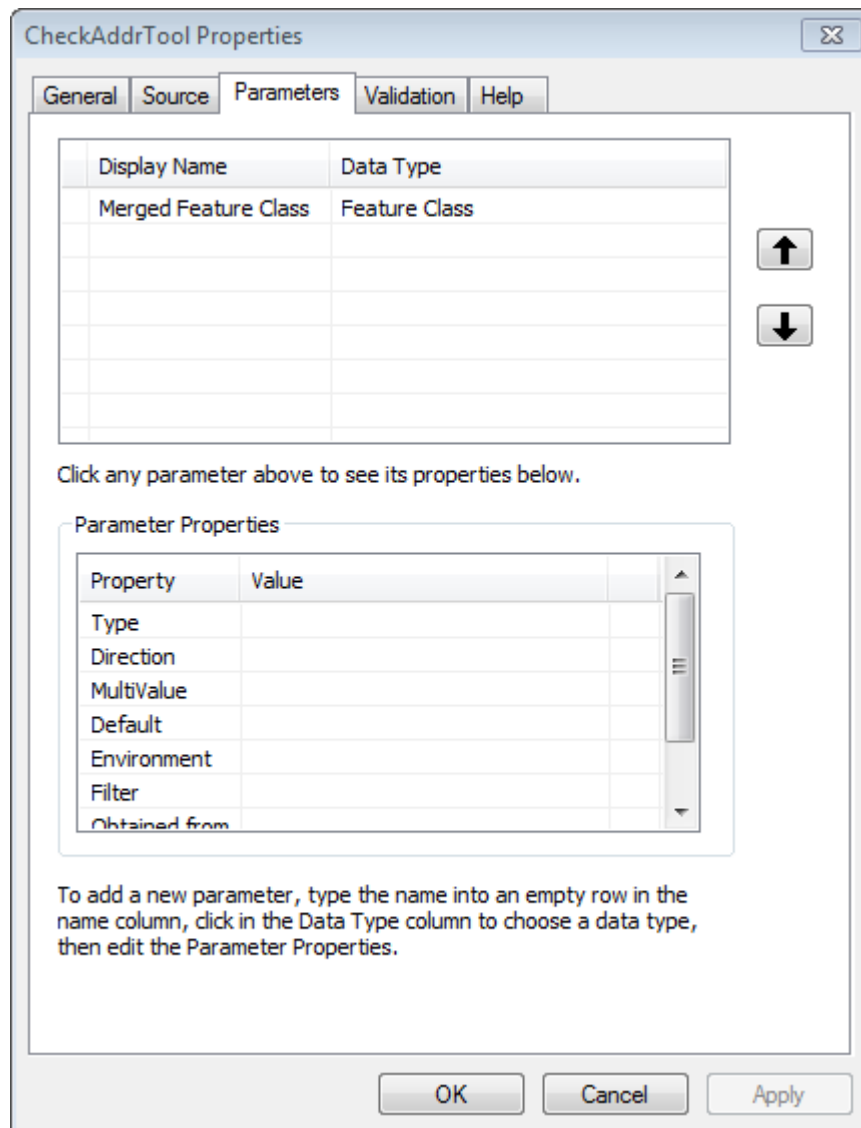 CheckAddrTool Properties
General Source Parameters Validation Help
Display Name Data Type
Merged Feature Class Feature Class
Click any parameter above to see its properties below.
Parameter Properties
Property Value
Type
Direction
MultiValue
Default
Environment
Filter
Obtained from
To add a new parameter, type the name into an empty row in the
name column, click in the Data Type column to choose a data type,
then edit the Parameter Properties.
OK Cancel Apply